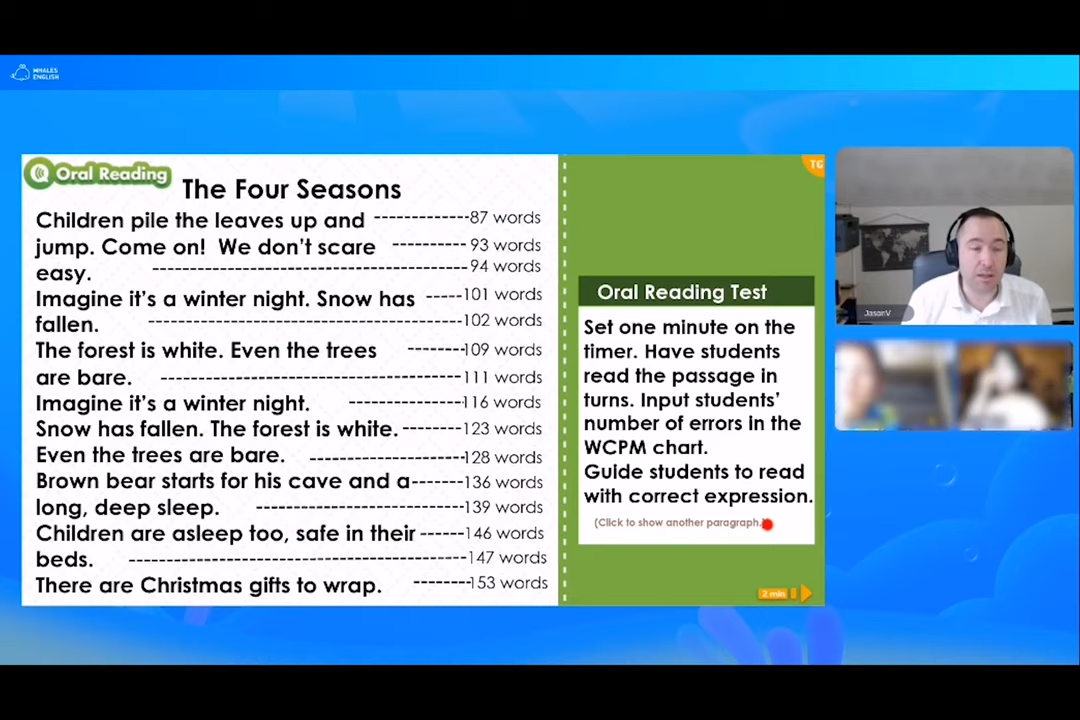 WHALES
ENGLISH
Oral Reading
The Four Seasons
Children pile the leaves up and -------------87 words
jump. Come on! We don't scare ---------- 93 words
easy. ------------------------------------------- 94 words
Imagine it's a winter night. Snow has -----101 words
fallen. ------------------------------------------- 102 words
The forest is white. Even the trees --------109 words
are bare. -----------------------------------------111 words
Imagine it's a winter night. ----------------116 words
Snow has fallen. The forest is white.--------123 words
Even the trees are bare. ---------------------128 words
Brown bear starts for his cave and a-------136 words
long, deep sleep. -----------------------------139 words
Children are asleep too, safe in their ------146 words
beds. ----------------------------------------------147 words
There are Christmas gifts to wrap. --------153 words
TG
Oral Reading Test
Set one minute on the
timer. Have students
read the passage in
turns. Input students'
number of errors in the
WCPM chart.
Guide students to read
with correct expression.
(Click to show another paragraph.)
2 min
JasonV